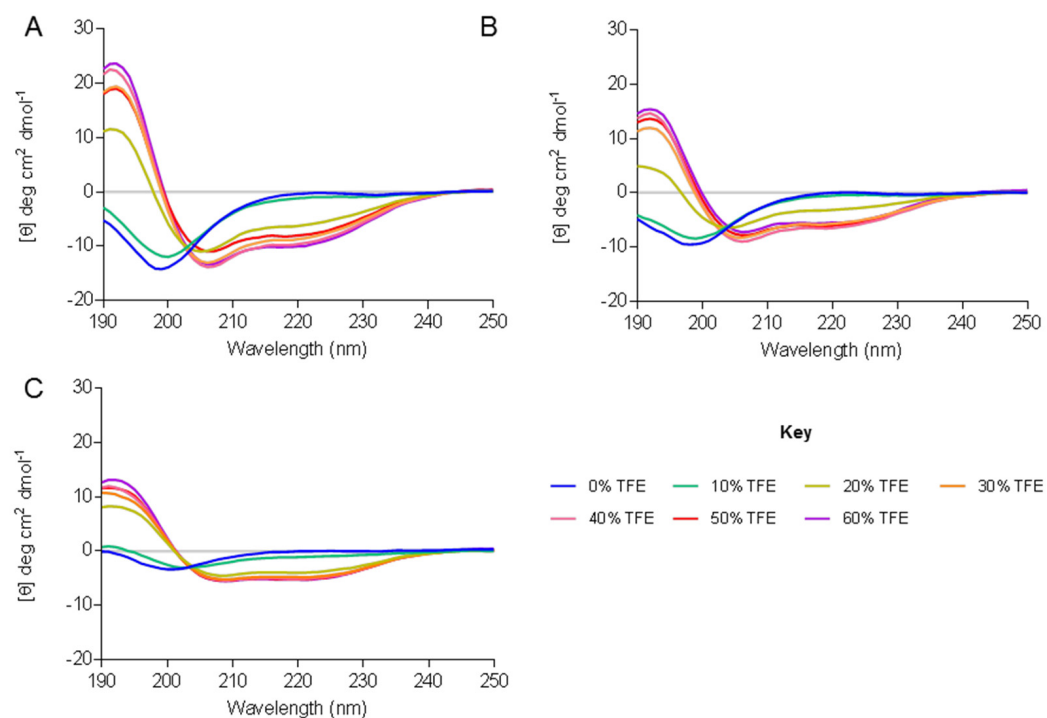 A
30
20
10
0
-10
-20
[θ] deg cm² dmol⁻¹
190 200 210 220 230 240 250
Wavelength (nm)
B
30
20
10
0
-10
-20
[θ] deg cm² dmol⁻¹
190 200 210 220 230 240 250
Wavelength (nm)
C
30
20
10
0
-10
-20
[θ] deg cm² dmol⁻¹
190 200 210 220 230 240 250
Wavelength (nm)
Key
0% TFE 10% TFE 20% TFE 30% TFE
40% TFE 50% TFE 60% TFE